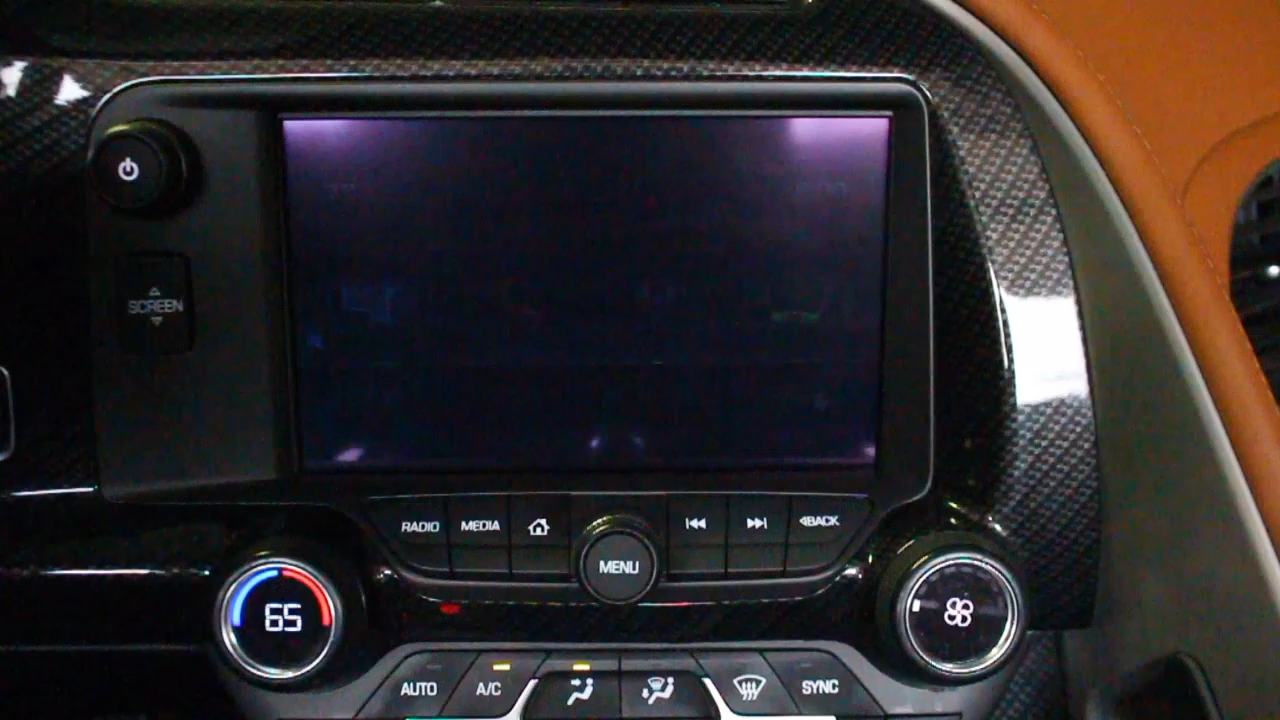 SCREEN
RADIO MEDIA BACK
MENU
65
AUTO A/C SYNC